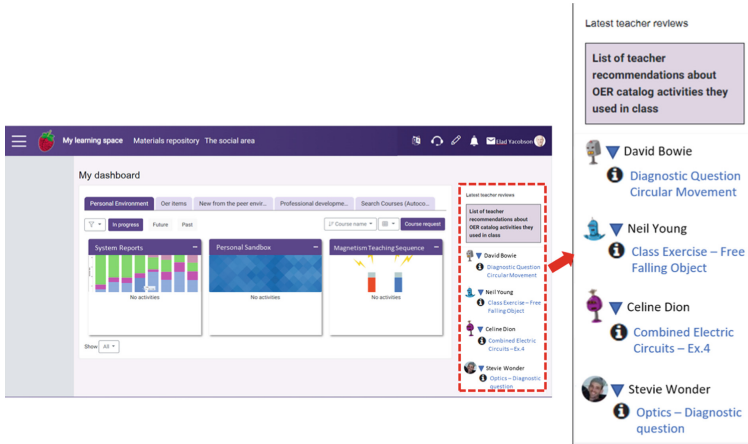 My learning space Materials repository The social area
Elad Yacobson
My dashboard
Personal Environment
Oer items
New from the peer envir...
Professional developme...
Search Courses (Autoco...
In progress
Future
Past
Course name
Course request
System Reports
No activities
Personal Sandbox
No activities
Magnetism Teaching Sequence
No activities
Show All
Latest teacher reviews
List of teacher
recommendations about
OER catalog activities they
used in class
David Bowie
Diagnostic Question
Circular Movement
Neil Young
Class Exercise – Free
Falling Object
Celine Dion
Combined Electric
Circuits – Ex.4
Stevie Wonder
Optics – Diagnostic
question
Latest teacher reviews
List of teacher
recommendations about
OER catalog activities they
used in class
David Bowie
Diagnostic Question
Circular Movement
Neil Young
Class Exercise – Free
Falling Object
Celine Dion
Combined Electric
Circuits – Ex.4
Stevie Wonder
Optics – Diagnostic
question